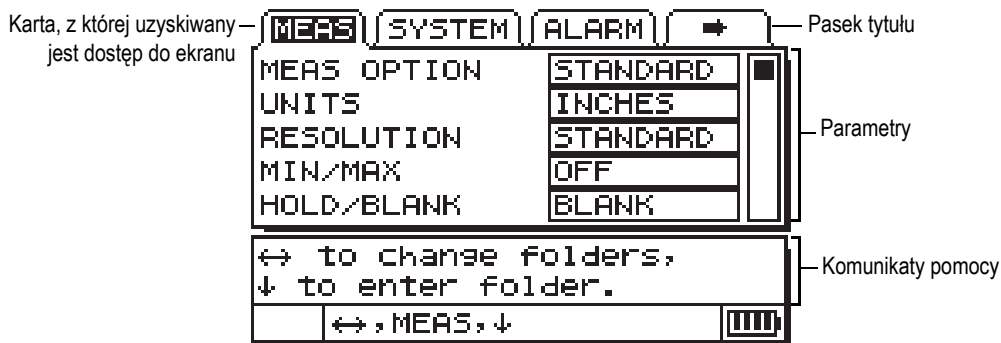 Karta, z której uzyskiwany
jest dostęp do ekranu
MEAS SYSTEM ALARM ➡
Pasek tytułu
MEAS OPTION STANDARD
UNITS INCHES
RESOLUTION STANDARD
MIN/MAX OFF
HOLD/BLANK BLANK
Parametry
↔ to change folders,
↓ to enter folder.
Komunikaty pomocy
↔,MEAS,↓